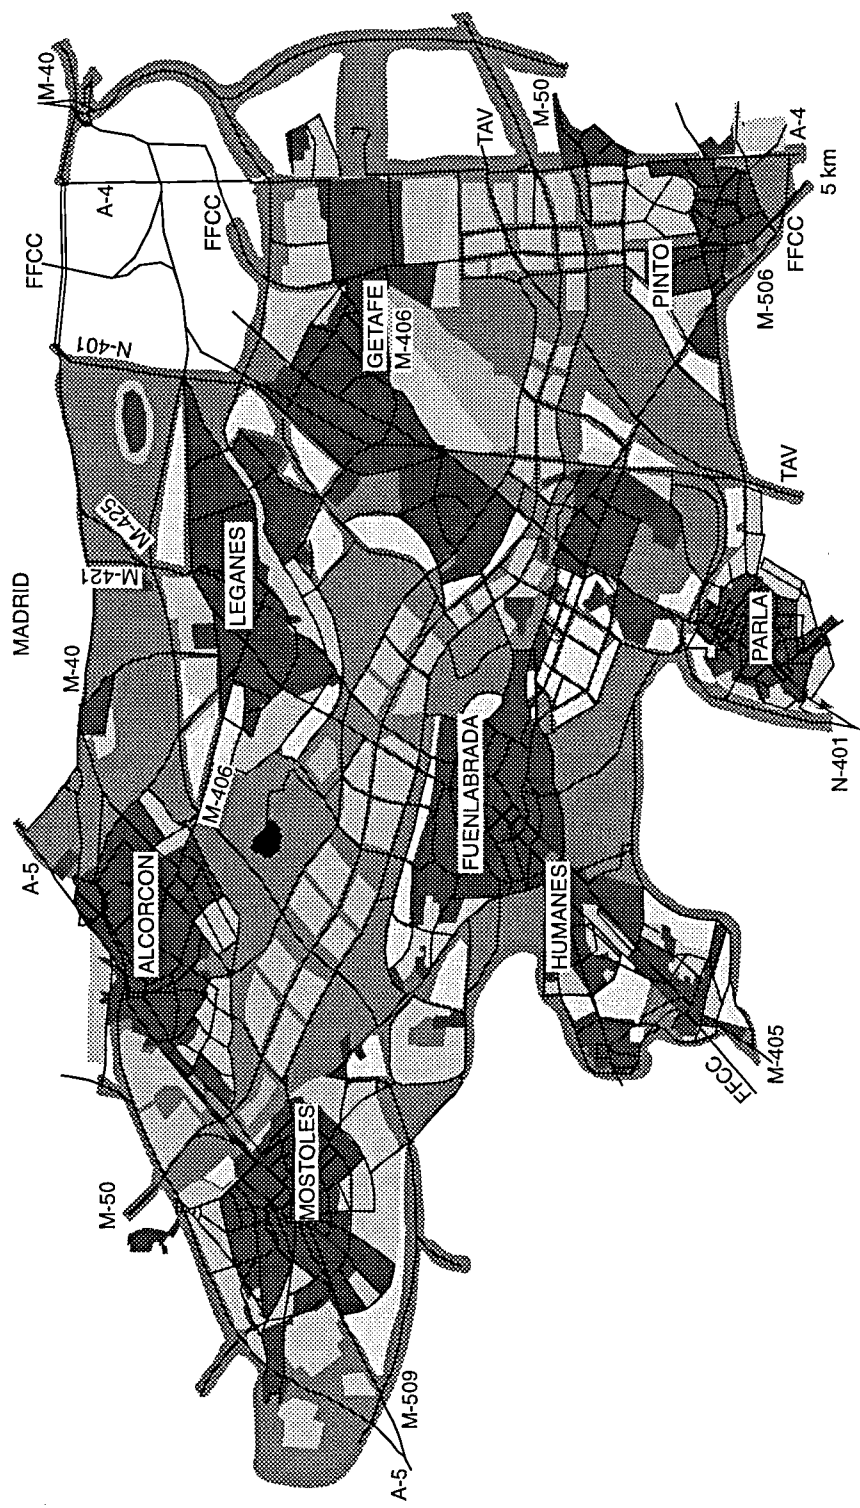 MADRID
A-5
M-40
M-421
M-425
N-401
FFCC
A-4
M-40
FFCC
ALCORCON
M-406
LEGANES
GETAFE
M-406
TAV
M-50
M-50
MOSTOLES
FUENLABRADA
PINTO
HUMANES
PARLA
TAV
M-506
FFCC
A-4
5 km
A-5
M-509
FFCC
M-405
N-401